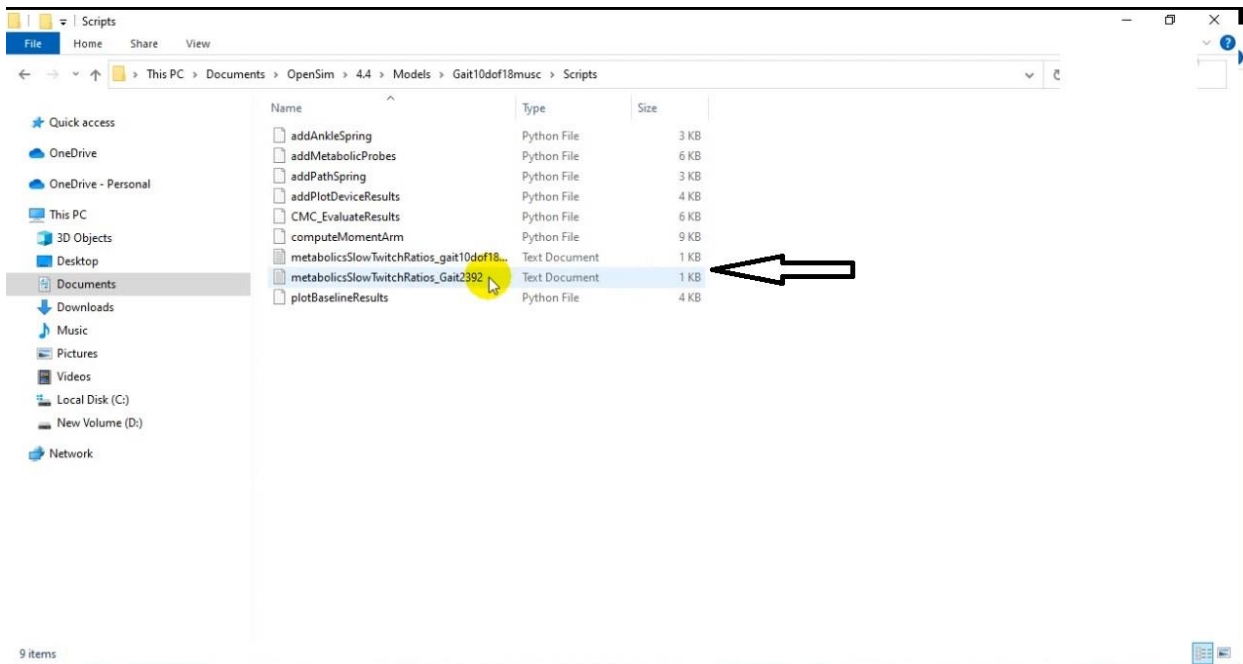 Scripts
File Home Share View
This PC > Documents > OpenSim > 4.4 > Models > Gait10dof18musc > Scripts
Name Type Size
Quick access
OneDrive
OneDrive - Personal
This PC
3D Objects
Desktop
Documents
Downloads
Music
Pictures
Videos
Local Disk (C:)
New Volume (D:)
Network
addAnkleSpring Python File 3 KB
addMetabolicProbes Python File 6 KB
addPathSpring Python File 3 KB
addPlotDeviceResults Python File 4 KB
CMC_EvaluateResults Python File 6 KB
computeMomentArm Python File 9 KB
metabolicsSlowTwitchRatios_gait10dof18... Text Document 1 KB
metabolicsSlowTwitchRatios_Gait2392 Text Document 1 KB
plotBaselineResults Python File 4 KB
9 items